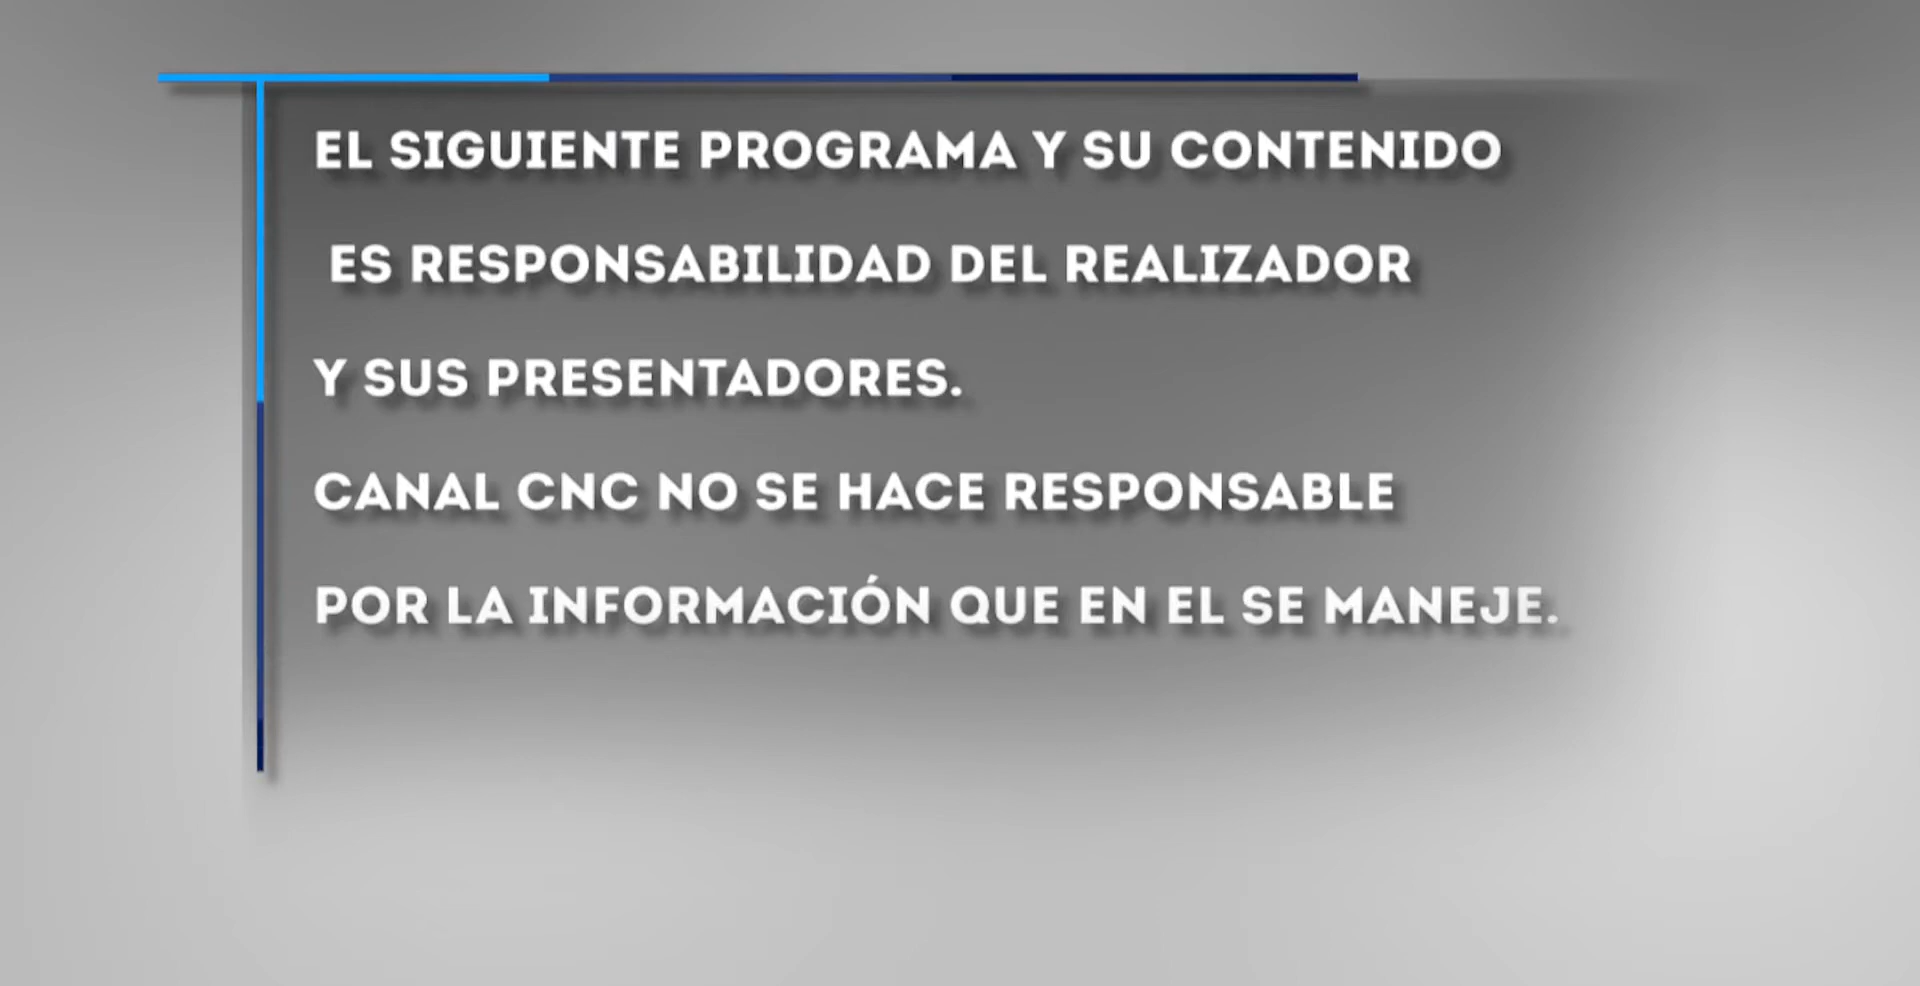 EL SIGUIENTE PROGRAMA Y SU CONTENIDO
ES RESPONSABILIDAD DEL REALIZADOR
Y SUS PRESENTADORES.
CANAL CNC NO SE HACE RESPONSABLE
POR LA INFORMACIÓN QUE EN EL SE MANEJE.